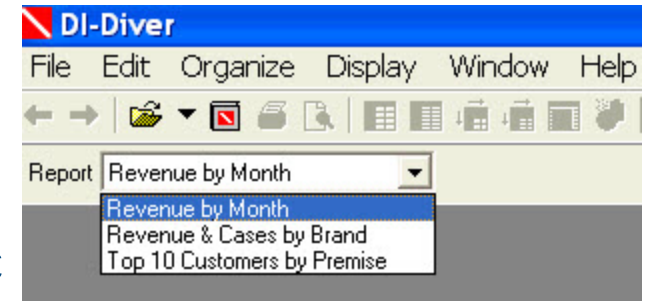 DI-Diver
File Edit Organize Display Window Help
Report Revenue by Month
Revenue by Month
Revenue & Cases by Brand
Top 10 Customers by Premise